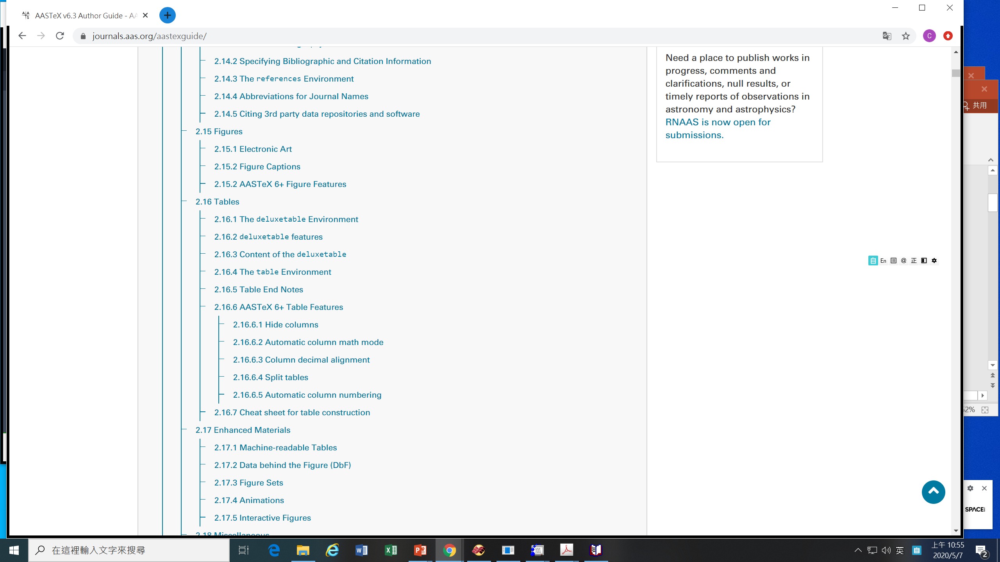 AASTeX v6.3 Author Guide - AA
journals.aas.org/aastexguide/
C
2.14.2 Specifying Bibliographic and Citation Information
2.14.3 The references Environment
2.14.4 Abbreviations for Journal Names
2.14.5 Citing 3rd party data repositories and software
2.15 Figures
2.15.1 Electronic Art
2.15.2 Figure Captions
2.15.2 AASTeX 6+ Figure Features
2.16 Tables
2.16.1 The deluxetable Environment
2.16.2 deluxetable features
2.16.3 Content of the deluxetable
2.16.4 The table Environment
2.16.5 Table End Notes
2.16.6 AASTeX 6+ Table Features
2.16.6.1 Hide columns
2.16.6.2 Automatic column math mode
2.16.6.3 Column decimal alignment
2.16.6.4 Split tables
2.16.6.5 Automatic column numbering
2.16.7 Cheat sheet for table construction
2.17 Enhanced Materials
2.17.1 Machine-readable Tables
2.17.2 Data behind the Figure (DbF)
2.17.3 Figure Sets
2.17.4 Animations
2.17.5 Interactive Figures
2.18 Miscellaneous
Need a place to publish works in
progress, comments and
clarifications, null results, or
timely reports of observations in
astronomy and astrophysics?
RNAAS is now open for
submissions.
En @ 正
共用
2%
SPACE
在這裡輸入文字來搜尋
英
上午 10:55
2020/5/7
2